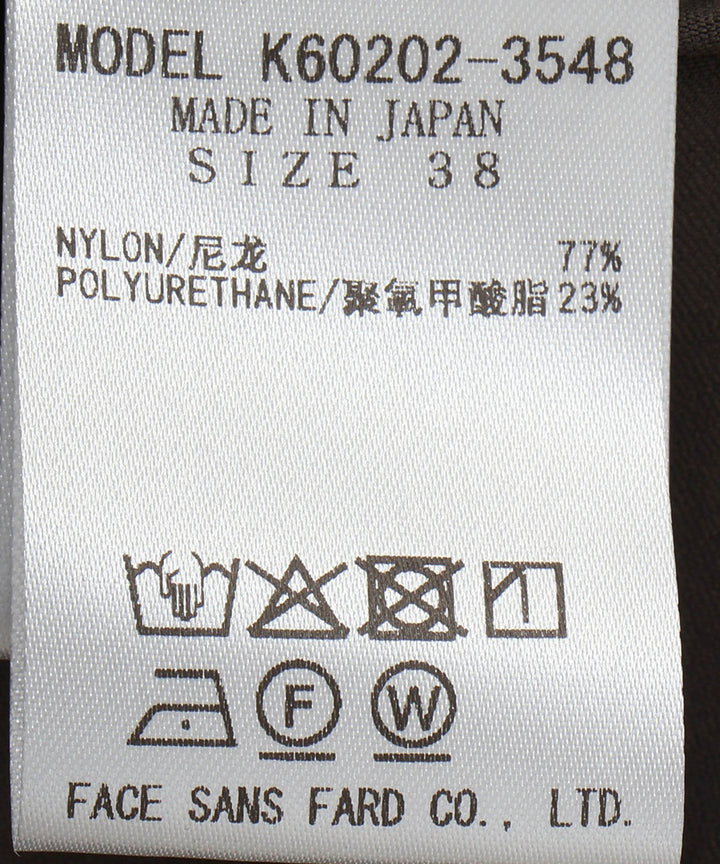 MODEL K60202-3548
MADE IN JAPAN
SIZE 38
NYLON/尼龙 77%
POLYURETHANE/聚氨甲酸脂 23%
F W
FACE SANS FARD CO., LTD.